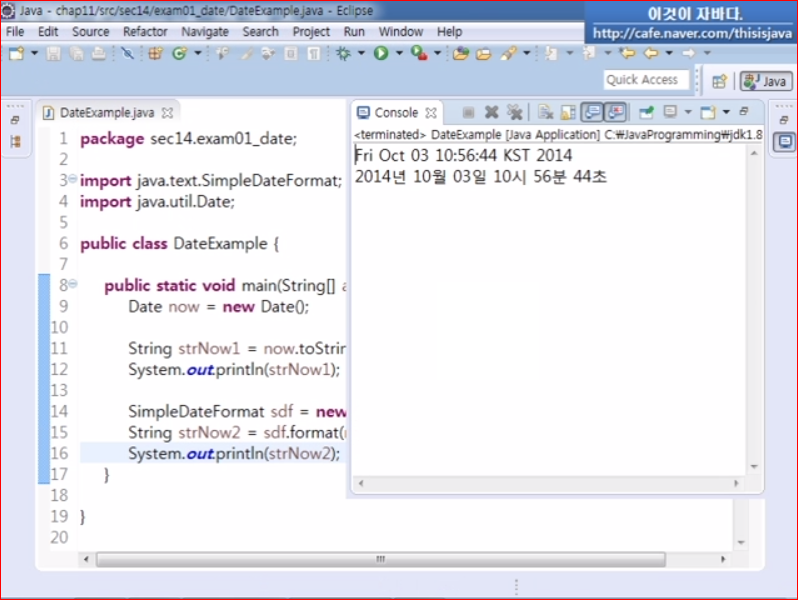 Java - chap11/src/sec14/exam01_date/DateExample.java - Eclipse
이것이 자바다.
http://cafe.naver.com/thisisjava
File Edit Source Refactor Navigate Search Project Run Window Help
Quick Access
Java
DateExample.java
1 package sec14.exam01_date;
2
3 import java.text.SimpleDateFormat;
4 import java.util.Date;
5
6 public class DateExample {
7
8 public static void main(String[] a
9 Date now = new Date();
10
11 String strNow1 = now.toStrin
12 System.out.println(strNow1);
13
14 SimpleDateFormat sdf = new
15 String strNow2 = sdf.format(
16 System.out.println(strNow2);
17 }
18
19 }
20
Console
<terminated> DateExample [Java Application] C:₩JavaProgramming₩jdk1.8
Fri Oct 03 10:56:44 KST 2014
2014년 10월 03일 10시 56분 44초